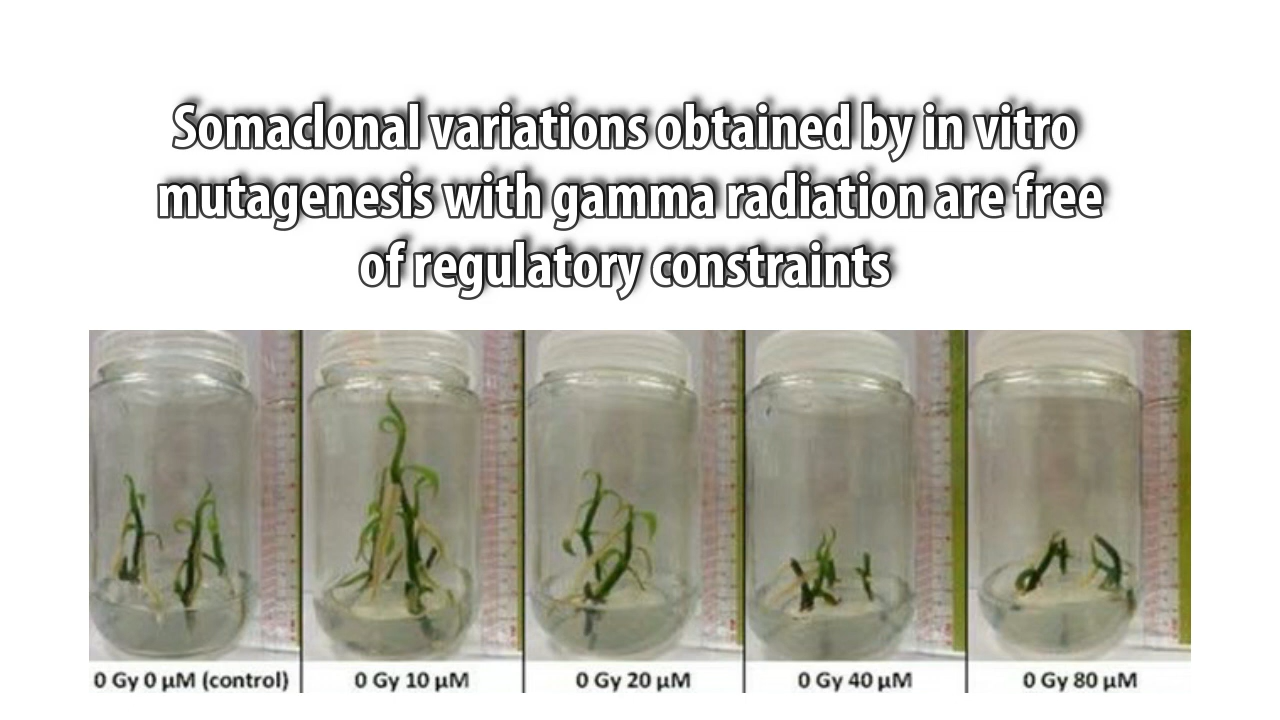 Somaclonal variations obtained by in vitro
mutagenesis with gamma radiation are free
of regulatory constraints
0 Gy 0 µM (control)
0 Gy 10 µM
0 Gy 20 µM
0 Gy 40 µM
0 Gy 80 µM